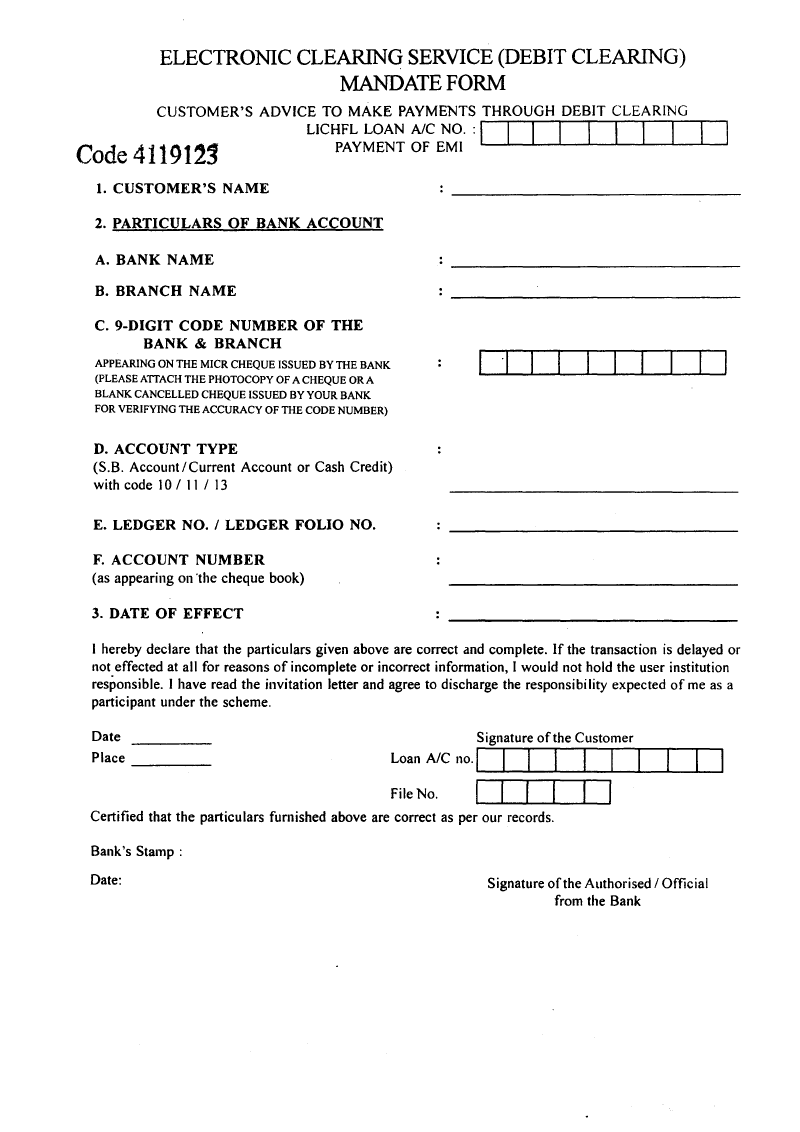 ELECTRONIC CLEARING SERVICE (DEBIT CLEARING)
MANDATE FORM
CUSTOMER'S ADVICE TO MAKE PAYMENTS THROUGH DEBIT CLEARING
LICHFL LOAN A/C NO. :
Code 4119123
PAYMENT OF EMI
1. CUSTOMER'S NAME :
2. PARTICULARS OF BANK ACCOUNT
A. BANK NAME :
B. BRANCH NAME :
C. 9-DIGIT CODE NUMBER OF THE
BANK & BRANCH
APPEARING ON THE MICR CHEQUE ISSUED BY THE BANK :
(PLEASE ATTACH THE PHOTOCOPY OF A CHEQUE OR A
BLANK CANCELLED CHEQUE ISSUED BY YOUR BANK
FOR VERIFYING THE ACCURACY OF THE CODE NUMBER)
D. ACCOUNT TYPE :
(S.B. Account/Current Account or Cash Credit)
with code 10 / 11 / 13
E. LEDGER NO. / LEDGER FOLIO NO. :
F. ACCOUNT NUMBER :
(as appearing on the cheque book)
3. DATE OF EFFECT :
I hereby declare that the particulars given above are correct and complete. If the transaction is delayed or
not effected at all for reasons of incomplete or incorrect information, I would not hold the user institution
responsible. I have read the invitation letter and agree to discharge the responsibility expected of me as a
participant under the scheme.
Date
Signature of the Customer
Place
Loan A/C no.
File No.
Certified that the particulars furnished above are correct as per our records.
Bank's Stamp :
Date:
Signature of the Authorised / Official
from the Bank